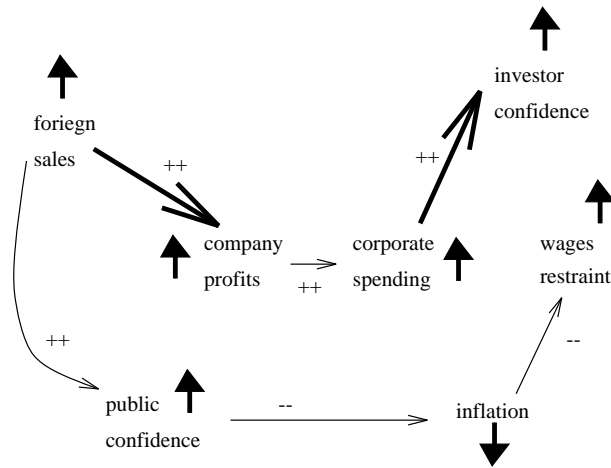 investor
confidence
foriegn
sales
++
++
wages
restraint
company
profits
++
corporate
spending
++
--
public
confidence
--
inflation